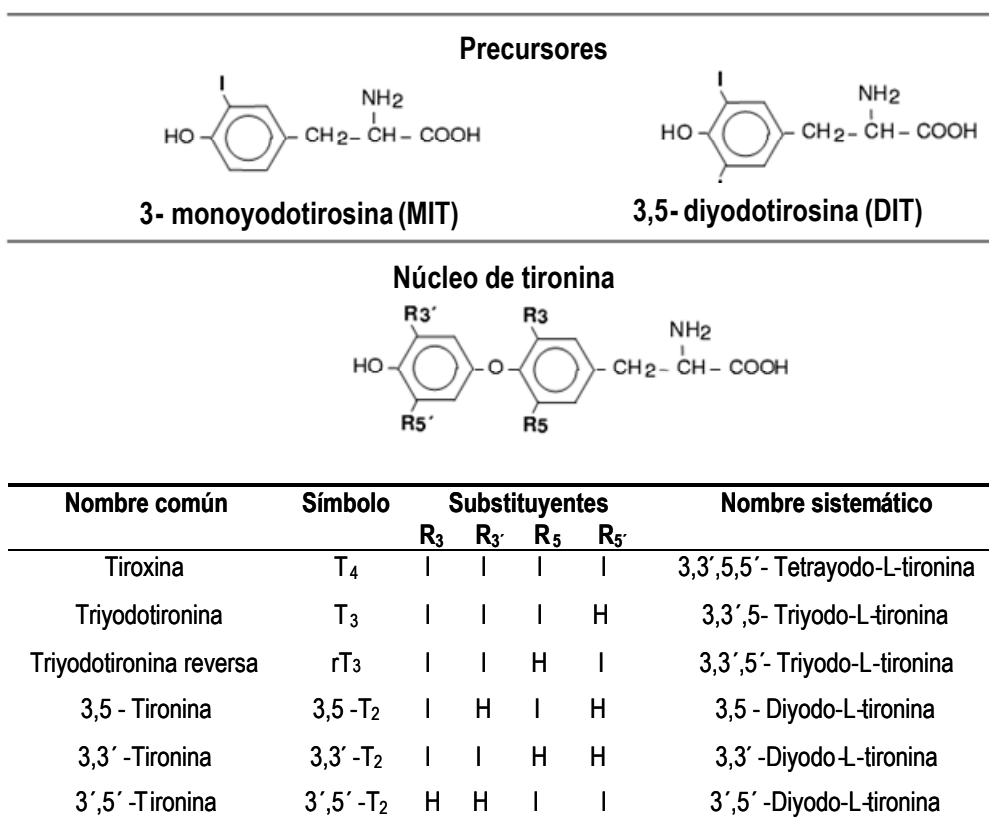 Precursores
I
NH2
HO
CH2 – CH – COOH
I
NH2
HO
CH2 – CH – COOH
3- monoyodotirosina (MIT)
3,5- diyodotirosina (DIT)
Núcleo de tironina
R3´
R3
NH2
HO
O
CH2 – CH – COOH
R5´
R5
Nombre común Símbolo Substituyentes Nombre sistemático
R3 R3´ R5 R5´
Tiroxina T4 I I I I 3,3´,5,5´- Tetrayodo-L-tironina
Triyodotironina T3 I I I H 3,3´,5- Triyodo-L-tironina
Triyodotironina reversa rT3 I I H I 3,3´,5´- Triyodo-L-tironina
3,5 - Tironina 3,5 -T2 I H I H 3,5 - Diyodo-L-tironina
3,3´ -Tironina 3,3´ -T2 I I H H 3,3´ -Diyodo-L-tironina
3´,5´ -Tironina 3´,5´ -T2 H H I I 3´,5´ -Diyodo-L-tironina